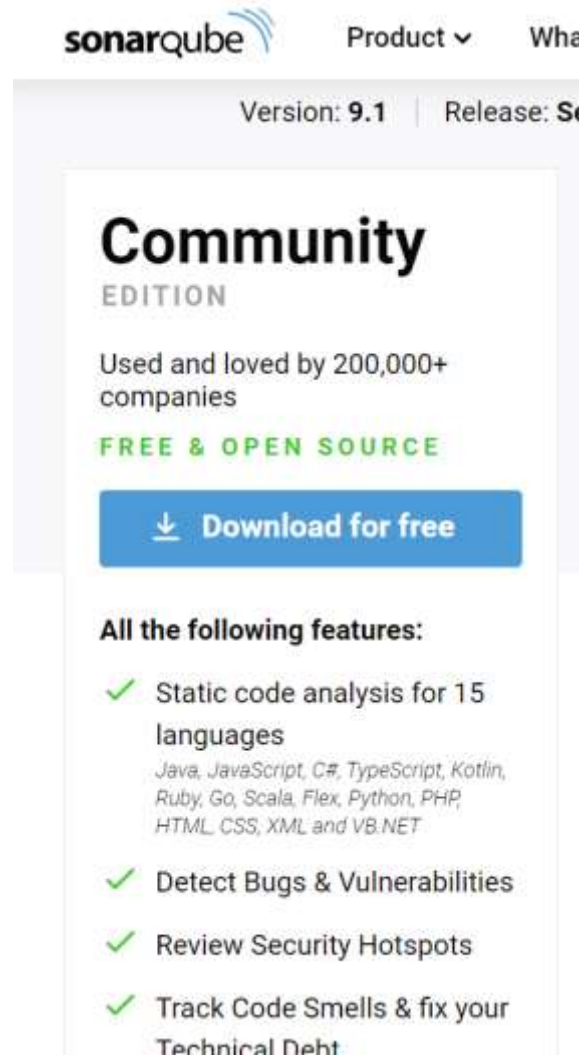 sonarqube Product
Version: 9.1 Release:
Community
EDITION
Used and loved by 200,000+
companies
FREE & OPEN SOURCE
Download for free
All the following features:
Static code analysis for 15
languages
Java, JavaScript, C#, TypeScript, Kotlin,
Ruby, Go, Scala, Flex, Python, PHP,
HTML, CSS, XML and VB.NET
Detect Bugs & Vulnerabilities
Review Security Hotspots
Track Code Smells & fix your
Technical Debt